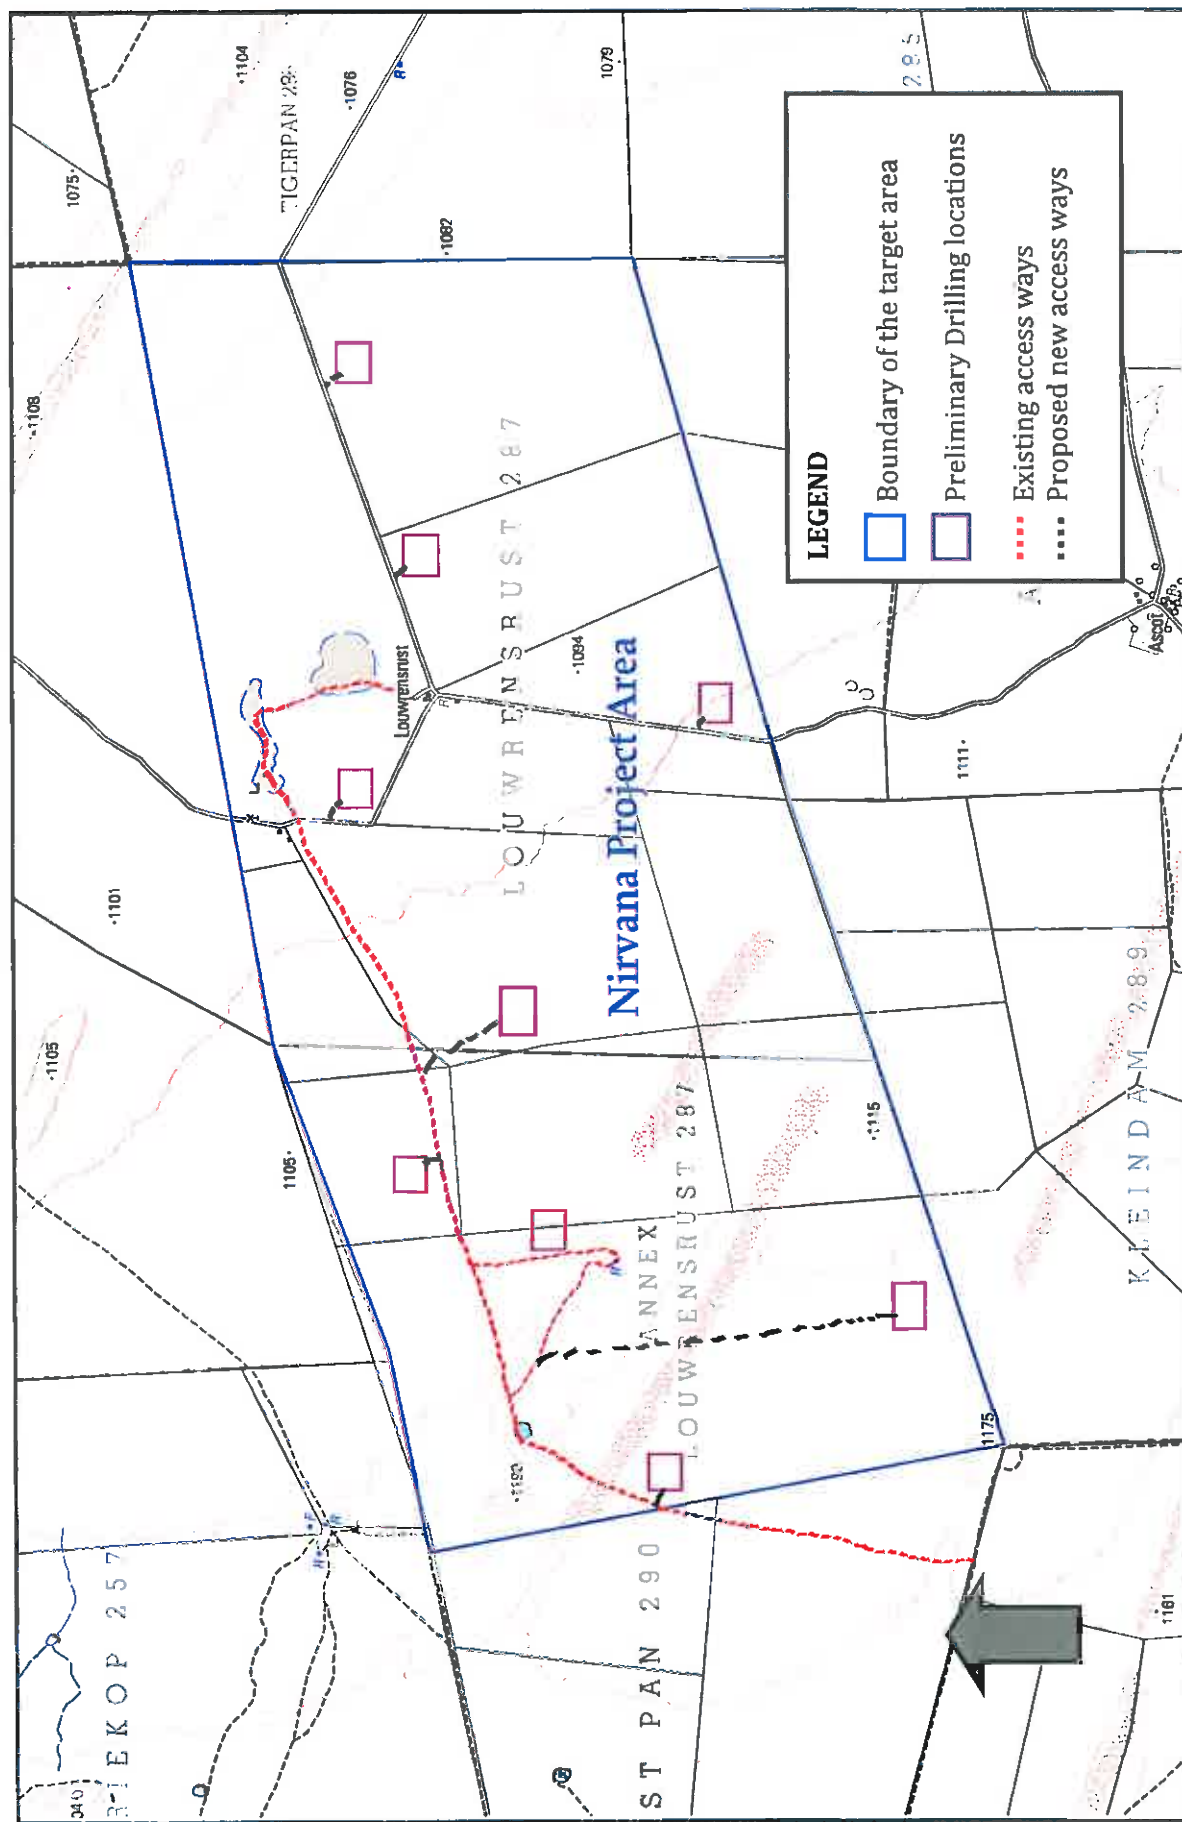 257
1040
ST PAN 290
1161
1105
1105
1101
1108
1075
1104
TIGERPAN
1076
1079
1082
285
LOUWRENSRUST 287
Louwrensrust
1094
Nirvana Project Area
ANNEX
LOUWRENSRUST 287
1115
1175
1111
KLEINDAM 289
Ascot
LEGEND
Boundary of the target area
Preliminary Drilling locations
Existing access ways
Proposed new access ways